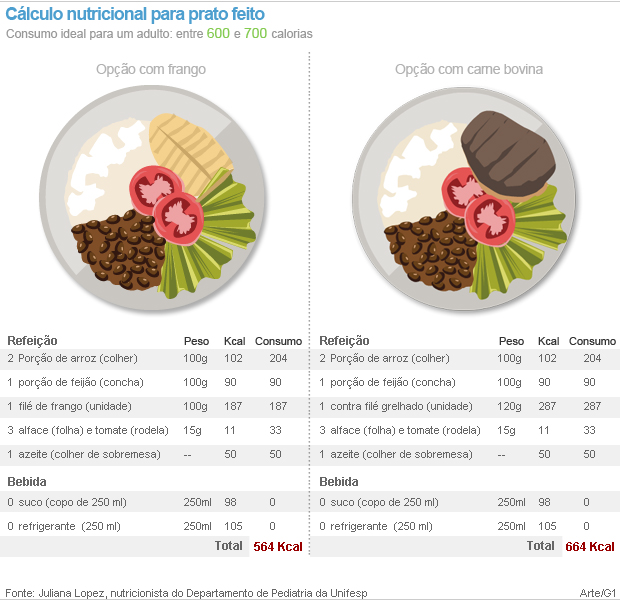 Cálculo nutricional para prato feito
Consumo ideal para um adulto: entre 600 e 700 calorias
Opção com frango
Refeição Peso Kcal Consumo
2 Porção de arroz (colher) 100g 102 204
1 porção de feijão (concha) 100g 90 90
1 filé de frango (unidade) 100g 187 187
3 alface (folha) e tomate (rodela) 15g 11 33
1 azeite (colher de sobremesa) -- 50 50
Bebida
0 suco (copo de 250 ml) 250ml 98 0
0 refrigerante (250 ml) 250ml 105 0
Total 564 Kcal
Opção com carne bovina
Refeição Peso Kcal Consumo
2 Porção de arroz (colher) 100g 102 204
1 porção de feijão (concha) 100g 90 90
1 contra filé grelhado (unidade) 120g 287 287
3 alface (folha) e tomate (rodela) 15g 11 33
1 azeite (colher de sobremesa) -- 50 50
Bebida
0 suco (copo de 250 ml) 250ml 98 0
0 refrigerante (250 ml) 250ml 105 0
Total 664 Kcal
Fonte: Juliana Lopez, nutricionista do Departamento de Pediatria da Unifesp
Arte/G1